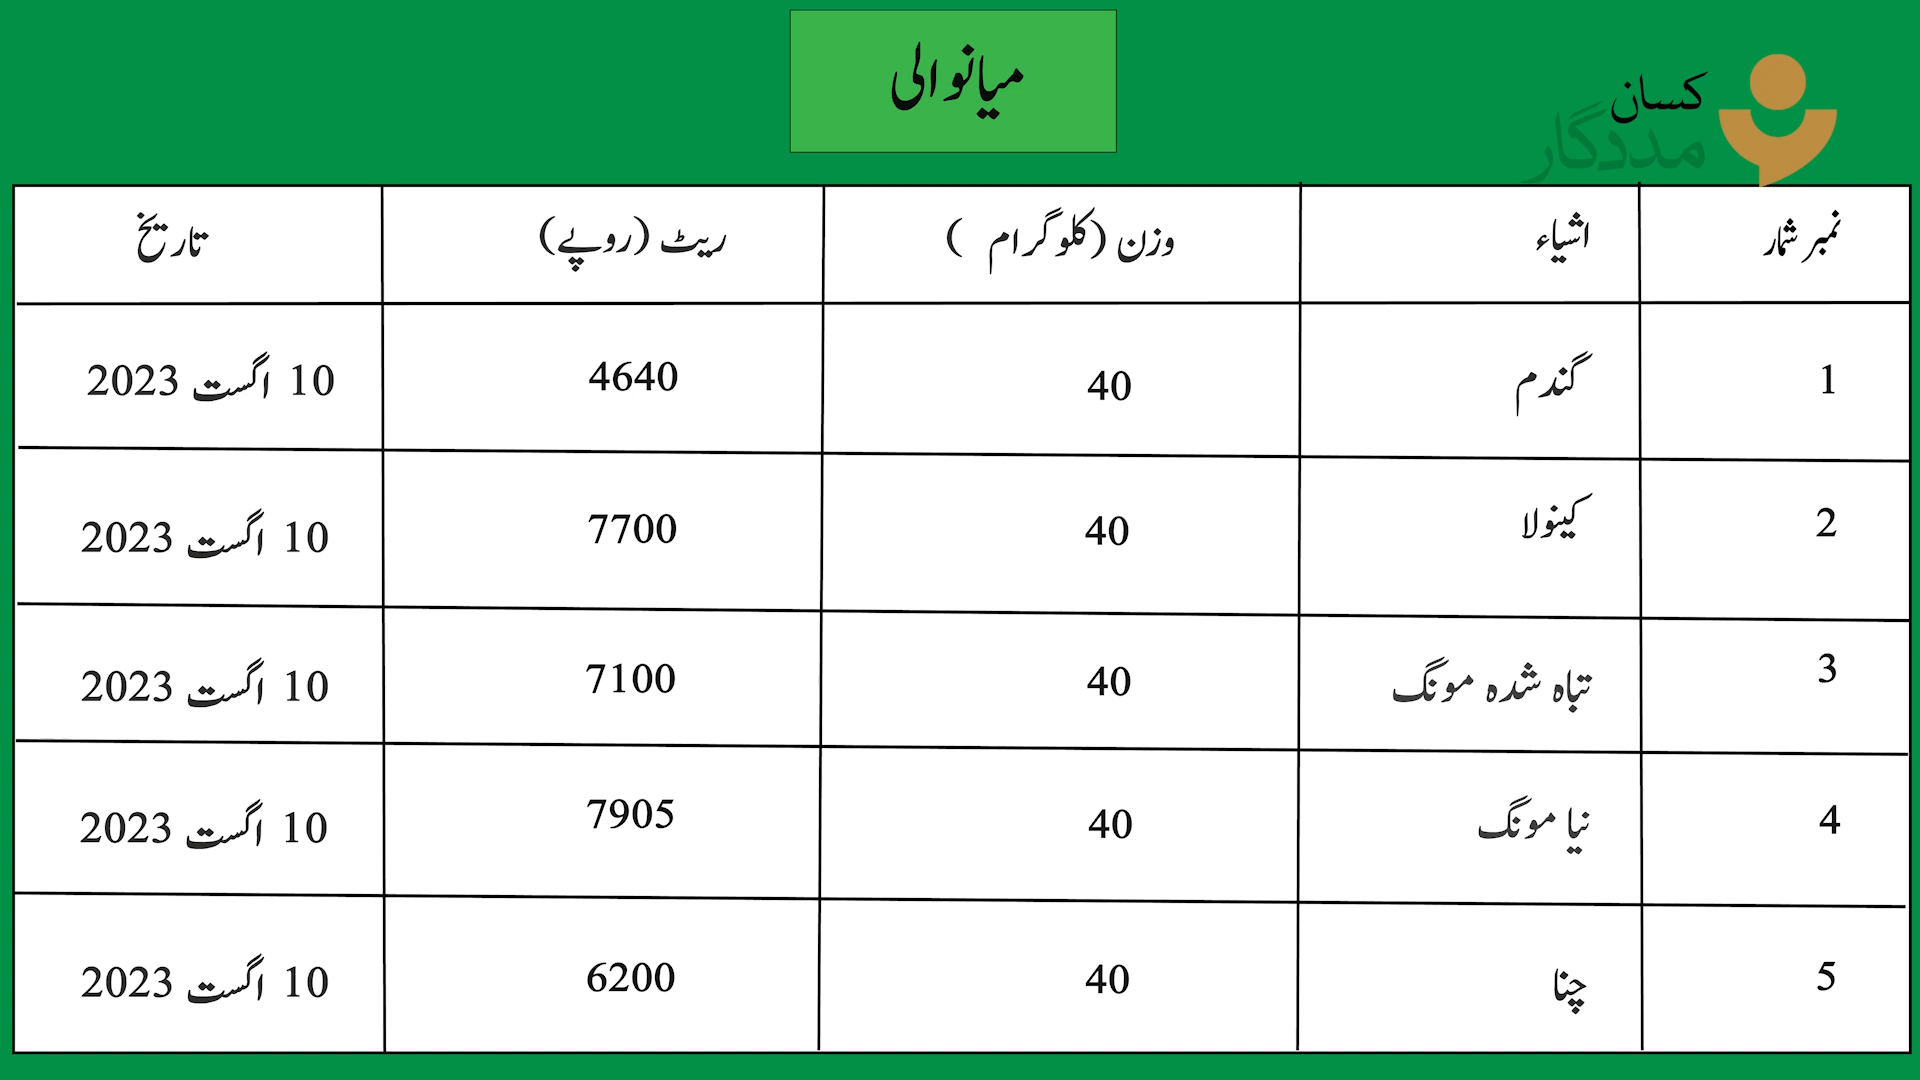 میانوالی
کسان
مددگار
نمبر شمار اشیاء وزن (کلوگرام ) ریٹ (روپے) تاریخ
1 گندم 40 4640 10 اگست 2023
2 کینولا 40 7700 10 اگست 2023
3 تباہ شدہ مونگ 40 7100 10 اگست 2023
4 نیا مونگ 40 7905 10 اگست 2023
5 چنا 40 6200 10 اگست 2023